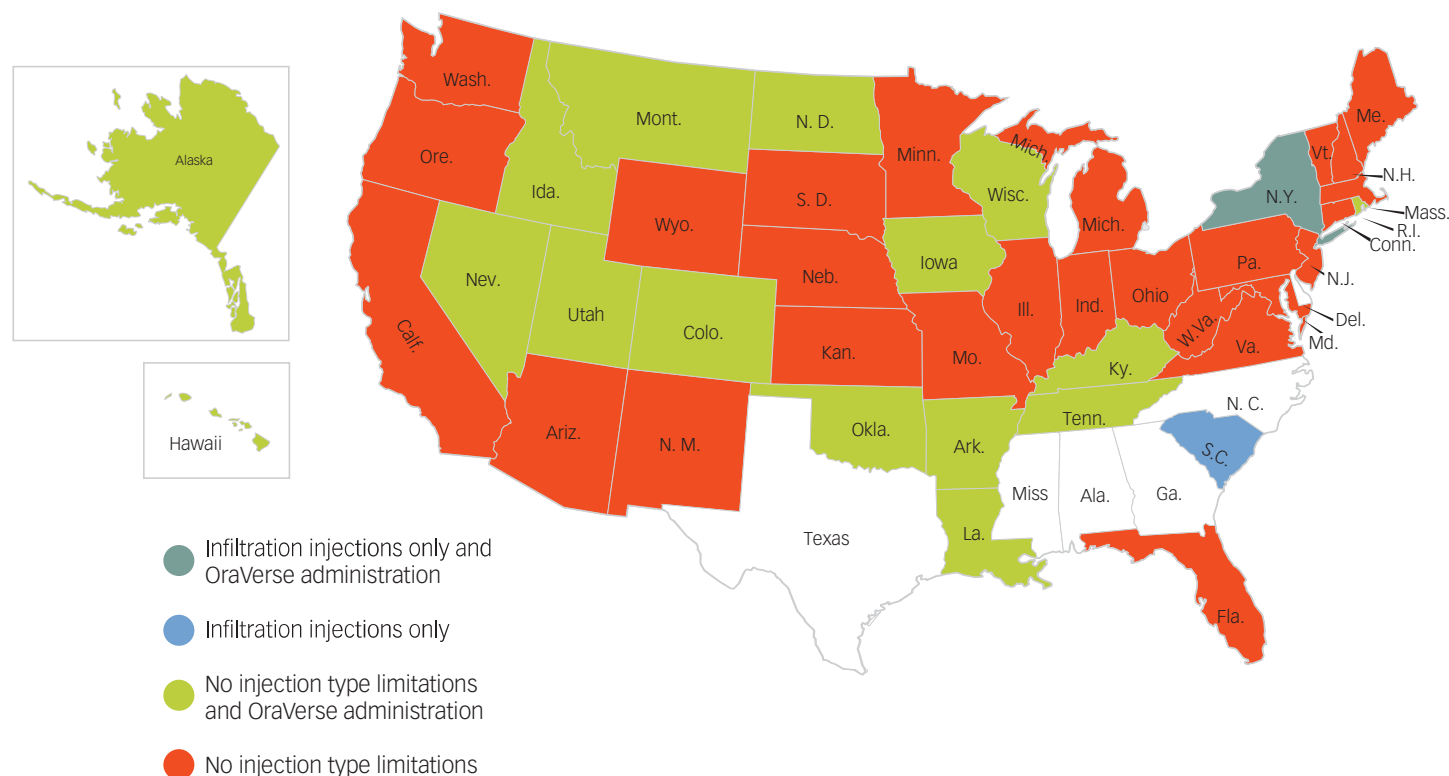 Wash.
Mont.
N. D.
Minn.
Mich.
Me.
Vt.
N.H.
Alaska
Ore.
Ida.
Wyo.
S. D.
Wisc.
Mich.
N.Y.
Mass.
R.I.
Conn.
Nev.
Utah
Colo.
Neb.
Iowa
Ill.
Ind.
Ohio
Pa.
N.J.
Del.
Md.
W.Va.
Va.
Calf.
Kan.
Mo.
Ky.
Hawaii
Ariz.
N. M.
Okla.
Ark.
Tenn.
N. C.
S.C.
Texas
La.
Miss
Ala.
Ga.
Fla.
Infiltration injections only and
OraVerse administration
Infiltration injections only
No injection type limitations
and OraVerse administration
No injection type limitations